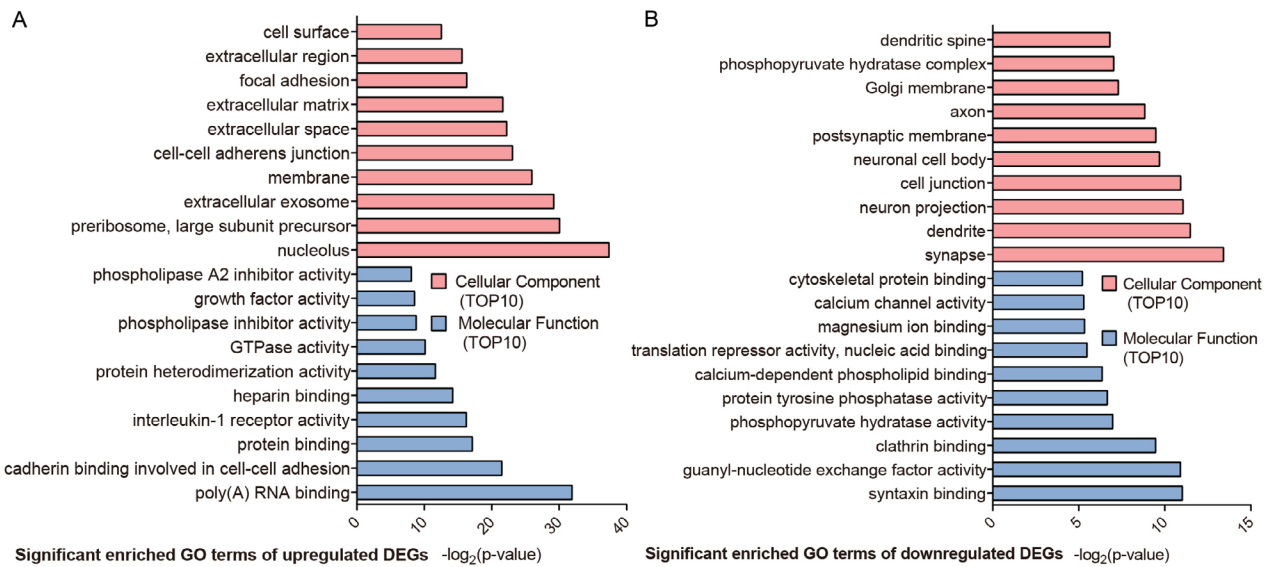 A
cell surface
extracellular region
focal adhesion
extracellular matrix
extracellular space
cell-cell adherens junction
membrane
extracellular exosome
preribosome, large subunit precursor
nucleolus
phospholipase A2 inhibitor activity
growth factor activity
phospholipase inhibitor activity
GTPase activity
protein heterodimerization activity
heparin binding
interleukin-1 receptor activity
protein binding
cadherin binding involved in cell-cell adhesion
poly(A) RNA binding
Cellular Component
(TOP10)
Molecular Function
(TOP10)
0 10 20 30 40
Significant enriched GO terms of upregulated DEGs -log2(p-value)
B
dendritic spine
phosphopyruvate hydratase complex
Golgi membrane
axon
postsynaptic membrane
neuronal cell body
cell junction
neuron projection
dendrite
synapse
cytoskeletal protein binding
calcium channel activity
magnesium ion binding
translation repressor activity, nucleic acid binding
calcium-dependent phospholipid binding
protein tyrosine phosphatase activity
phosphopyruvate hydratase activity
clathrin binding
guanyl-nucleotide exchange factor activity
syntaxin binding
Cellular Component
(TOP10)
Molecular Function
(TOP10)
0 5 10 15
Significant enriched GO terms of downregulated DEGs -log2(p-value)